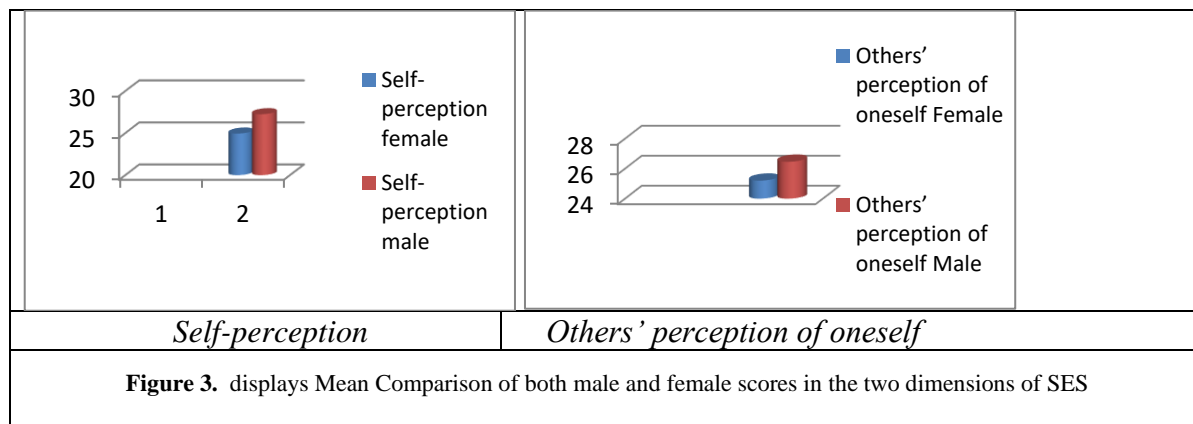 30
25
20
1 2
Self-
perception
female
Self-
perception
male
28
26
24
Others'
perception of
oneself Female
Others'
perception of
oneself Male
Self-perception
Others' perception of oneself
Figure 3. displays Mean Comparison of both male and female scores in the two dimensions of SES